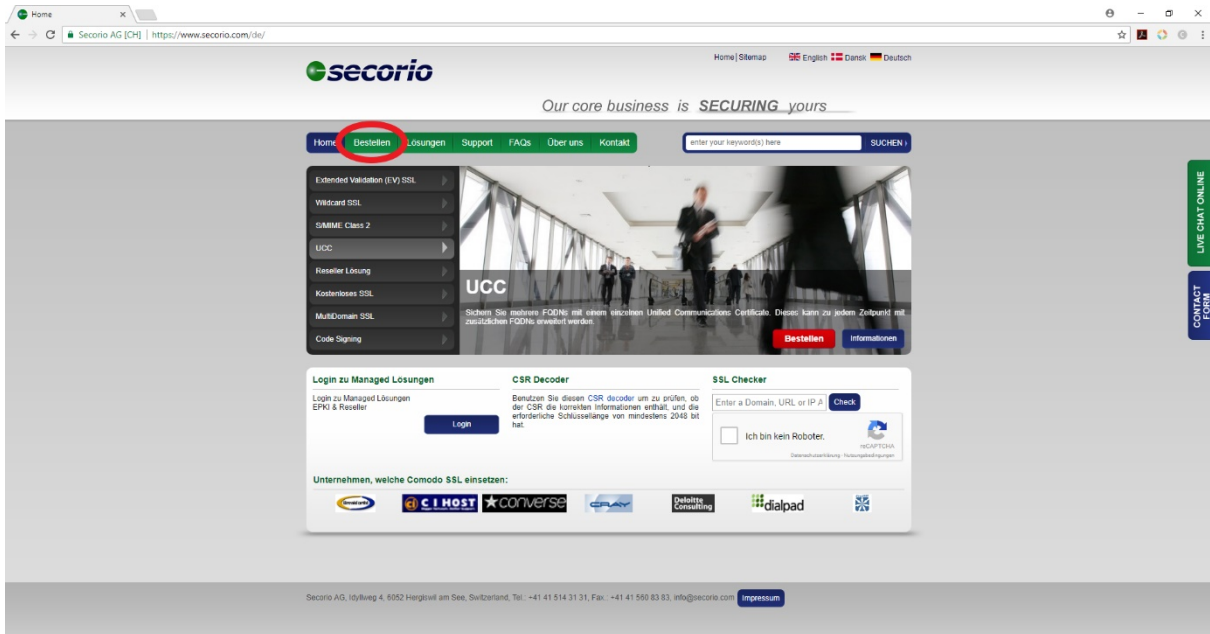 Home
Secorio AG [CH] | https://www.secorio.com/de/
secorio
Home | Sitemap English Dansk Deutsch
Our core business is SECURING yours
Home Bestellen Lösungen Support FAQs Über uns Kontakt
enter your keyword(s) here SUCHEN
Extended Validation (EV) SSL
Wildcard SSL
S/MIME Class 2
UCC
Reseller Lösung
Kostenloses SSL
MultiDomain SSL
Code Signing
UCC
Sichern Sie mehrere FQDNs mit einem einzelnen Unified Communications Certificate. Dieses kann zu jedem Zeitpunkt mit
zusätzlichen FQDNs erweitert werden.
Bestellen Informationen
LIVE CHAT ONLINE
CONTACT
FORM
Login zu Managed Lösungen
Login zu Managed Lösungen
EPKI & Reseller
Login
CSR Decoder
Benutzen Sie diesen CSR decoder um zu prüfen, ob
der CSR die korrekten Informationen enthält, und die
erforderliche Schlüssellänge von mindestens 2048 bit
hat.
SSL Checker
Enter a Domain, URL or IP A Check
Ich bin kein Roboter.
reCAPTCHA
Datenschutzerklärung - Nutzungsbedingungen
Unternehmen, welche Comodo SSL einsetzen:
CI HOST
converse
CRAY
Deloitte
Consulting
dialpad
Secorio AG, Idyllweg 4, 6052 Hergiswil am See, Switzerland, Tel.: +41 41 514 31 31, Fax.: +41 41 560 83 83, info@secorio.com Impressum